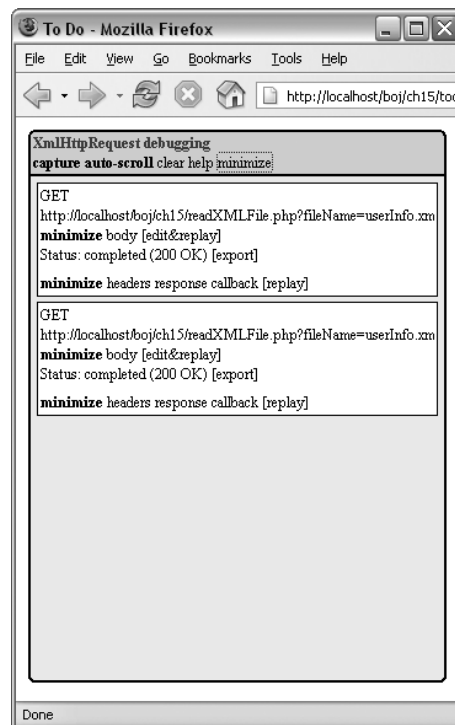 To Do - Mozilla Firefox
File Edit View Go Bookmarks Tools Help
http://localhost/boj/ch15/too
XmlHttpRequest debugging
capture auto-scroll clear help minimize
GET
http://localhost/boj/ch15/readXMLFile.php?fileName=userInfo.xm
minimize body [edit&replay]
Status: completed (200 OK) [export]
minimize headers response callback [replay]
GET
http://localhost/boj/ch15/readXMLFile.php?fileName=userInfo.xm
minimize body [edit&replay]
Status: completed (200 OK) [export]
minimize headers response callback [replay]
Done